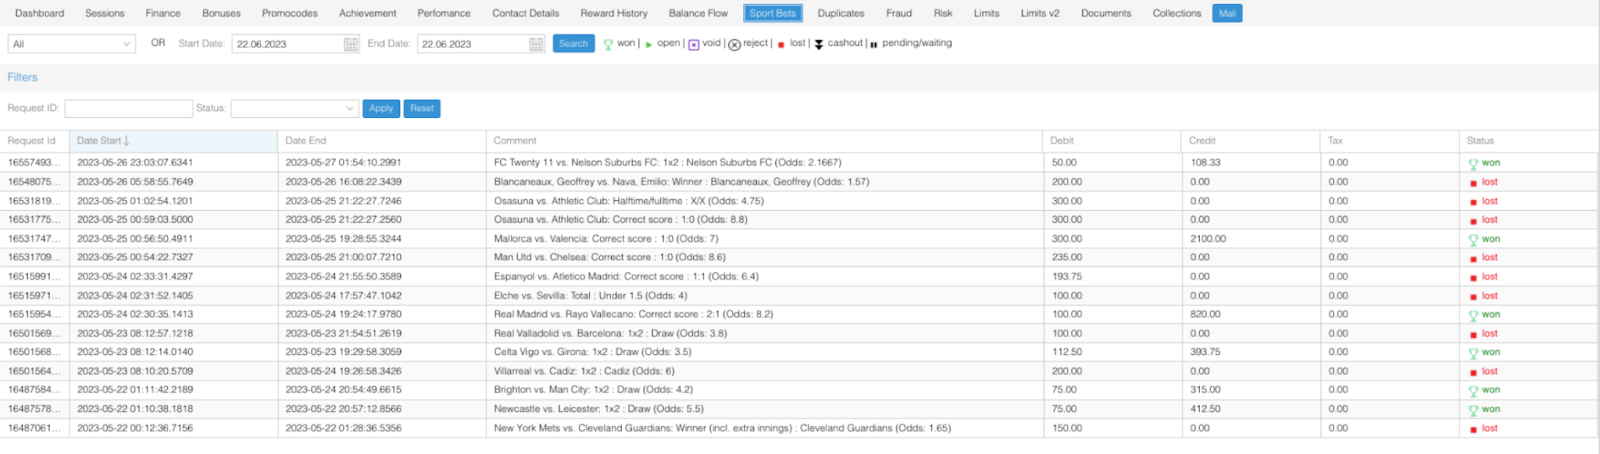 Dashboard Sessions Finance Bonuses Promocodes Achievement Perfomance Contact Details Reward History Balance Flow Sport Bets Duplicates Fraud Risk Limits Limits v2 Documents Collections Mail
All OR Start Date: 22.06.2023 End Date: 22.06.2023 Search won | open | void | reject | lost | cashout | pending/waiting
Filters
Request ID: Status: Apply Reset
Request Id Date Start Date End Comment Debit Credit Tax Status
16557493... 2023-05-26 23:03:07.6341 2023-05-27 01:54:10.2991 FC Twenty 11 vs. Nelson Suburbs FC: 1x2 : Nelson Suburbs FC (Odds: 2.1667) 50.00 108.33 0.00 won
16548075... 2023-05-26 05:58:55.7649 2023-05-26 16:08:22.3439 Blancaneaux, Geoffrey vs. Nava, Emilio: Winner : Blancaneaux, Geoffrey (Odds: 1.57) 200.00 0.00 0.00 lost
16531819... 2023-05-25 01:02:54.1201 2023-05-25 21:22:27.7246 Osasuna vs. Athletic Club: Halftime/fulltime : X/X (Odds: 4.75) 300.00 0.00 0.00 lost
16531775... 2023-05-25 00:59:03.5000 2023-05-25 21:22:27.2560 Osasuna vs. Athletic Club: Correct score : 1:0 (Odds: 8.8) 300.00 0.00 0.00 lost
16531747... 2023-05-25 00:56:50.4911 2023-05-25 19:28:55.3244 Mallorca vs. Valencia: Correct score : 1:0 (Odds: 7) 300.00 2100.00 0.00 won
16531709... 2023-05-25 00:54:22.7327 2023-05-25 21:00:07.7210 Man Utd vs. Chelsea: Correct score : 1:0 (Odds: 8.6) 235.00 0.00 0.00 lost
16515991... 2023-05-24 02:33:31.4297 2023-05-24 21:55:50.3589 Espanyol vs. Atletico Madrid: Correct score : 1:1 (Odds: 6.4) 193.75 0.00 0.00 lost
16515971... 2023-05-24 02:31:52.1405 2023-05-24 17:57:47.1042 Elche vs. Sevilla: Total : Under 1.5 (Odds: 4) 100.00 0.00 0.00 lost
16515954... 2023-05-24 02:30:35.1413 2023-05-24 19:24:17.9780 Real Madrid vs. Rayo Vallecano: Correct score : 2:1 (Odds: 8.2) 100.00 820.00 0.00 won
16501569... 2023-05-23 08:12:57.1218 2023-05-23 21:54:51.2619 Real Valladolid vs. Barcelona: 1x2 : Draw (Odds: 3.8) 100.00 0.00 0.00 lost
16501568... 2023-05-23 08:12:14.0140 2023-05-23 19:29:58.3059 Celta Vigo vs. Girona: 1x2 : Draw (Odds: 3.5) 112.50 393.75 0.00 won
16501564... 2023-05-23 08:10:20.5709 2023-05-24 19:26:58.3426 Villarreal vs. Cadiz: 1x2 : Cadiz (Odds: 6) 200.00 0.00 0.00 lost
16487584... 2023-05-22 01:11:42.2189 2023-05-24 20:54:49.6615 Brighton vs. Man City: 1x2 : Draw (Odds: 4.2) 75.00 315.00 0.00 won
16487578... 2023-05-22 01:10:38.1818 2023-05-22 20:57:12.8566 Newcastle vs. Leicester: 1x2 : Draw (Odds: 5.5) 75.00 412.50 0.00 won
16487061... 2023-05-22 00:12:36.7156 2023-05-22 01:28:36.5356 New York Mets vs. Cleveland Guardians: Winner (incl. extra innings) : Cleveland Guardians (Odds: 1.65) 150.00 0.00 0.00 lost